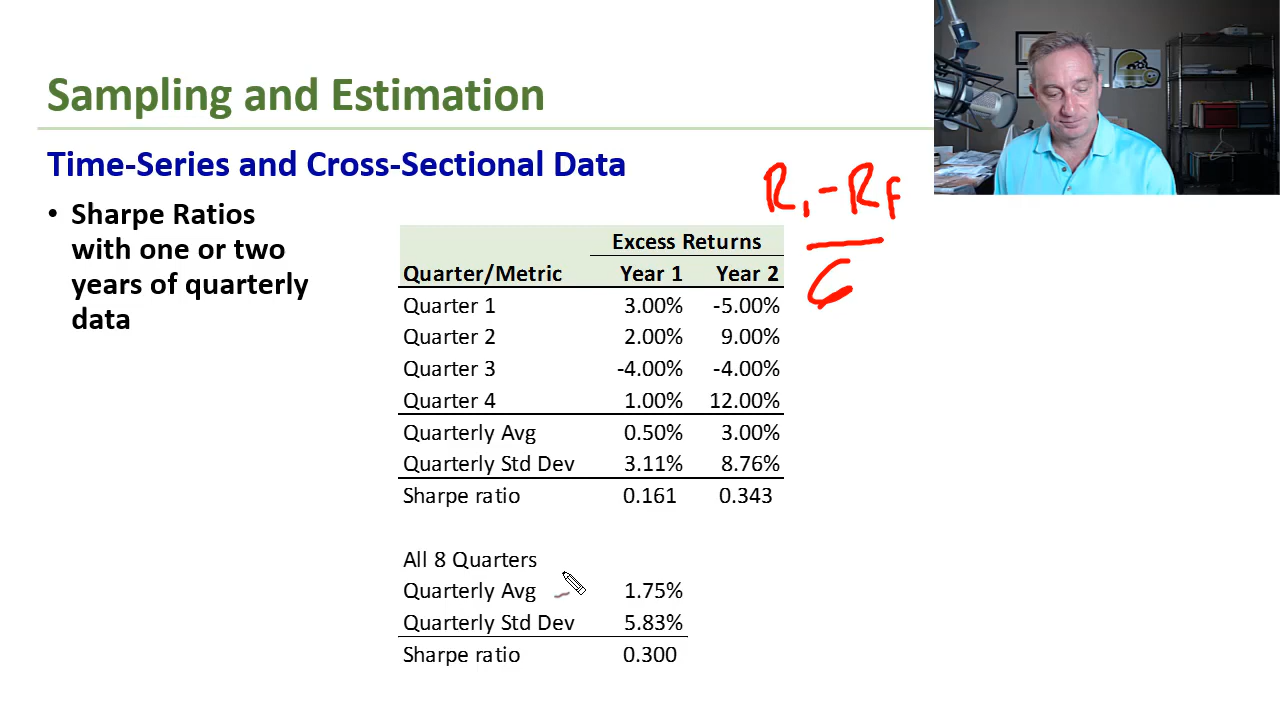 Sampling and Estimation
Time-Series and Cross-Sectional Data
• Sharpe Ratios
with one or two
years of quarterly
data
R₁-RF
6
Excess Returns
Quarter/Metric Year 1 Year 2
Quarter 1 3.00% -5.00%
Quarter 2 2.00% 9.00%
Quarter 3 -4.00% -4.00%
Quarter 4 1.00% 12.00%
Quarterly Avg 0.50% 3.00%
Quarterly Std Dev 3.11% 8.76%
Sharpe ratio 0.161 0.343
All 8 Quarters
Quarterly Avg 1.75%
Quarterly Std Dev 5.83%
Sharpe ratio 0.300